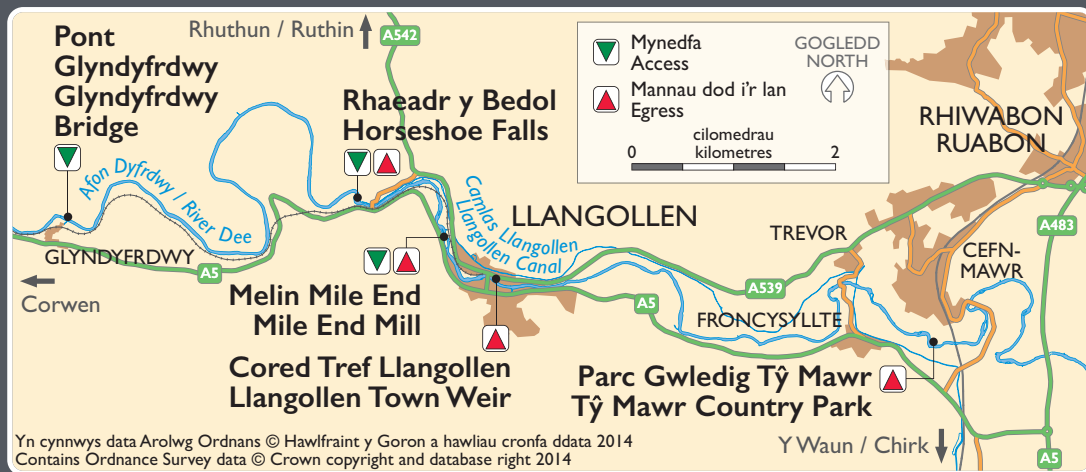 Pont
Glyndyfrdwy
Glyndyfrdwy
Bridge
Rhuthun / Ruthin
A542
Rhaeadr y Bedol
Horseshoe Falls
Mynedfa
Access
Mannau dod i'r lan
Egress
GOGLEDD
NORTH
cilomedrau
kilometres
0
2
RHIWABON
RUABON
Afon Dyfrdwy / River Dee
GLYNDYFRDWY
A5
Corwen
Camlas Llangollen
Llangollen Canal
LLANGOLLEN
TREVOR
A539
A483
CEFN-
MAWR
A5
FRONCYSYLLTE
Melin Mile End
Mile End Mill
Cored Tref Llangollen
Llangollen Town Weir
Parc Gwledig Tŷ Mawr
Tŷ Mawr Country Park
Y Waun / Chirk
A5
Yn cynnwys data Arolwg Ordnans © Hawlfraint y Goron a hawliau cronfa ddata 2014
Contains Ordnance Survey data © Crown copyright and database right 2014